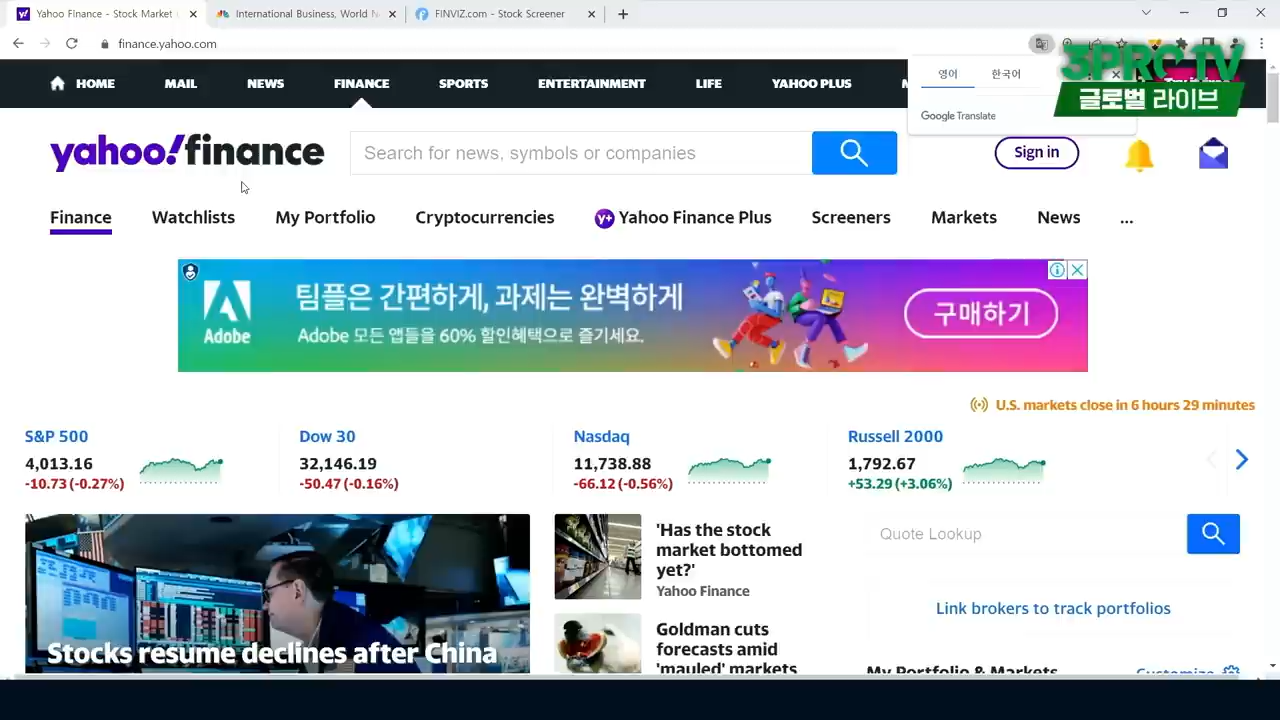 Yahoo Finance - Stock Market
International Business, World N
FINVIZ.com - Stock Screener
finance.yahoo.com
3PRO TV
글로벌 라이브
영어
한국어
Google Translate
HOME
MAIL
NEWS
FINANCE
SPORTS
ENTERTAINMENT
LIFE
YAHOO PLUS
yahoo!finance
Search for news, symbols or companies
Sign in
Finance
Watchlists
My Portfolio
Cryptocurrencies
y+ Yahoo Finance Plus
Screeners
Markets
News
...
Adobe
팀플은 간편하게, 과제는 완벽하게
Adobe 모든 앱들을 60% 할인혜택으로 즐기세요.
구매하기
U.S. markets close in 6 hours 29 minutes
S&P 500
4,013.16
-10.73 (-0.27%)
Dow 30
32,146.19
-50.47 (-0.16%)
Nasdaq
11,738.88
-66.12 (-0.56%)
Russell 2000
1,792.67
+53.29 (+3.06%)
Stocks resume declines after China
'Has the stock
market bottomed
yet?'
Yahoo Finance
Goldman cuts
forecasts amid
'mauled' markets
Quote Lookup
Link brokers to track portfolios
My Portfolio & Markets
Customize